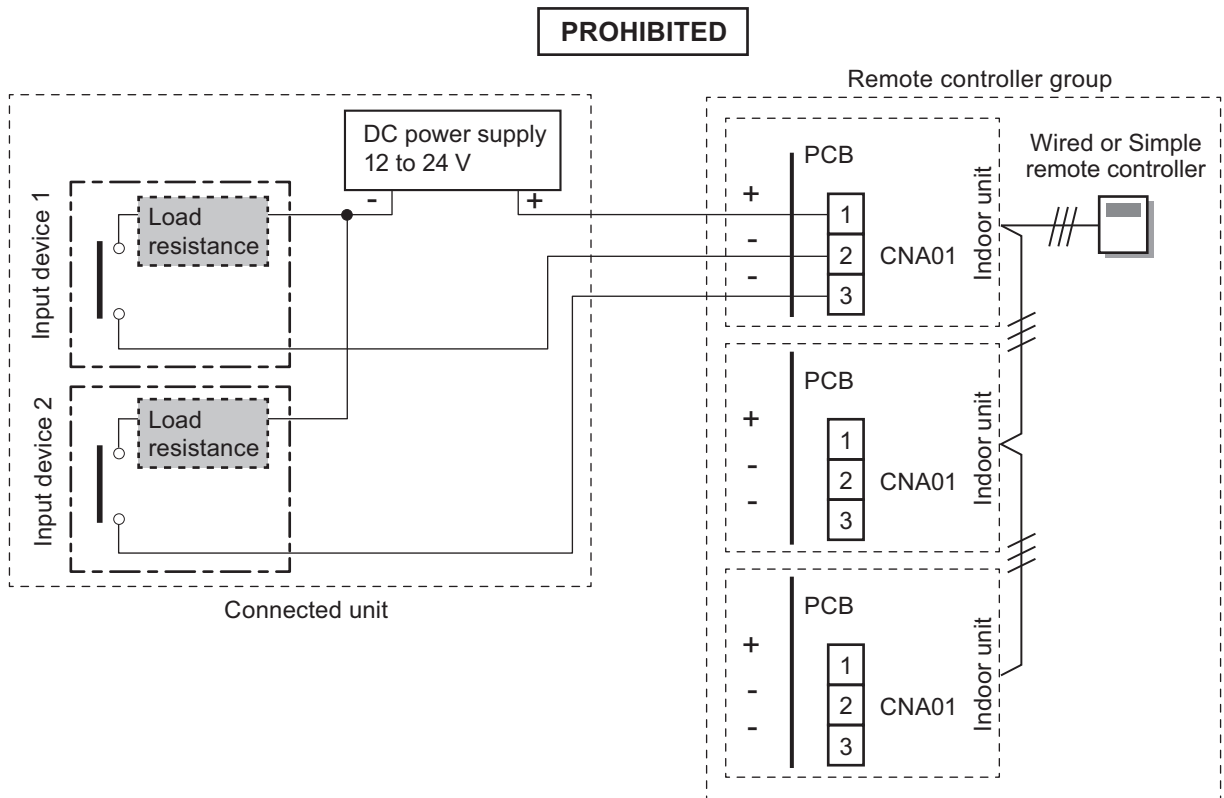 PROHIBITED
Remote controller group
DC power supply
12 to 24 V
-
+
Input device 1
Load
resistance
Input device 2
Load
resistance
Connected unit
PCB
+
-
-
1
2
3
CNA01
Indoor unit
Wired or Simple
remote controller
PCB
+
-
-
1
2
3
CNA01
Indoor unit
PCB
+
-
-
1
2
3
CNA01
Indoor unit